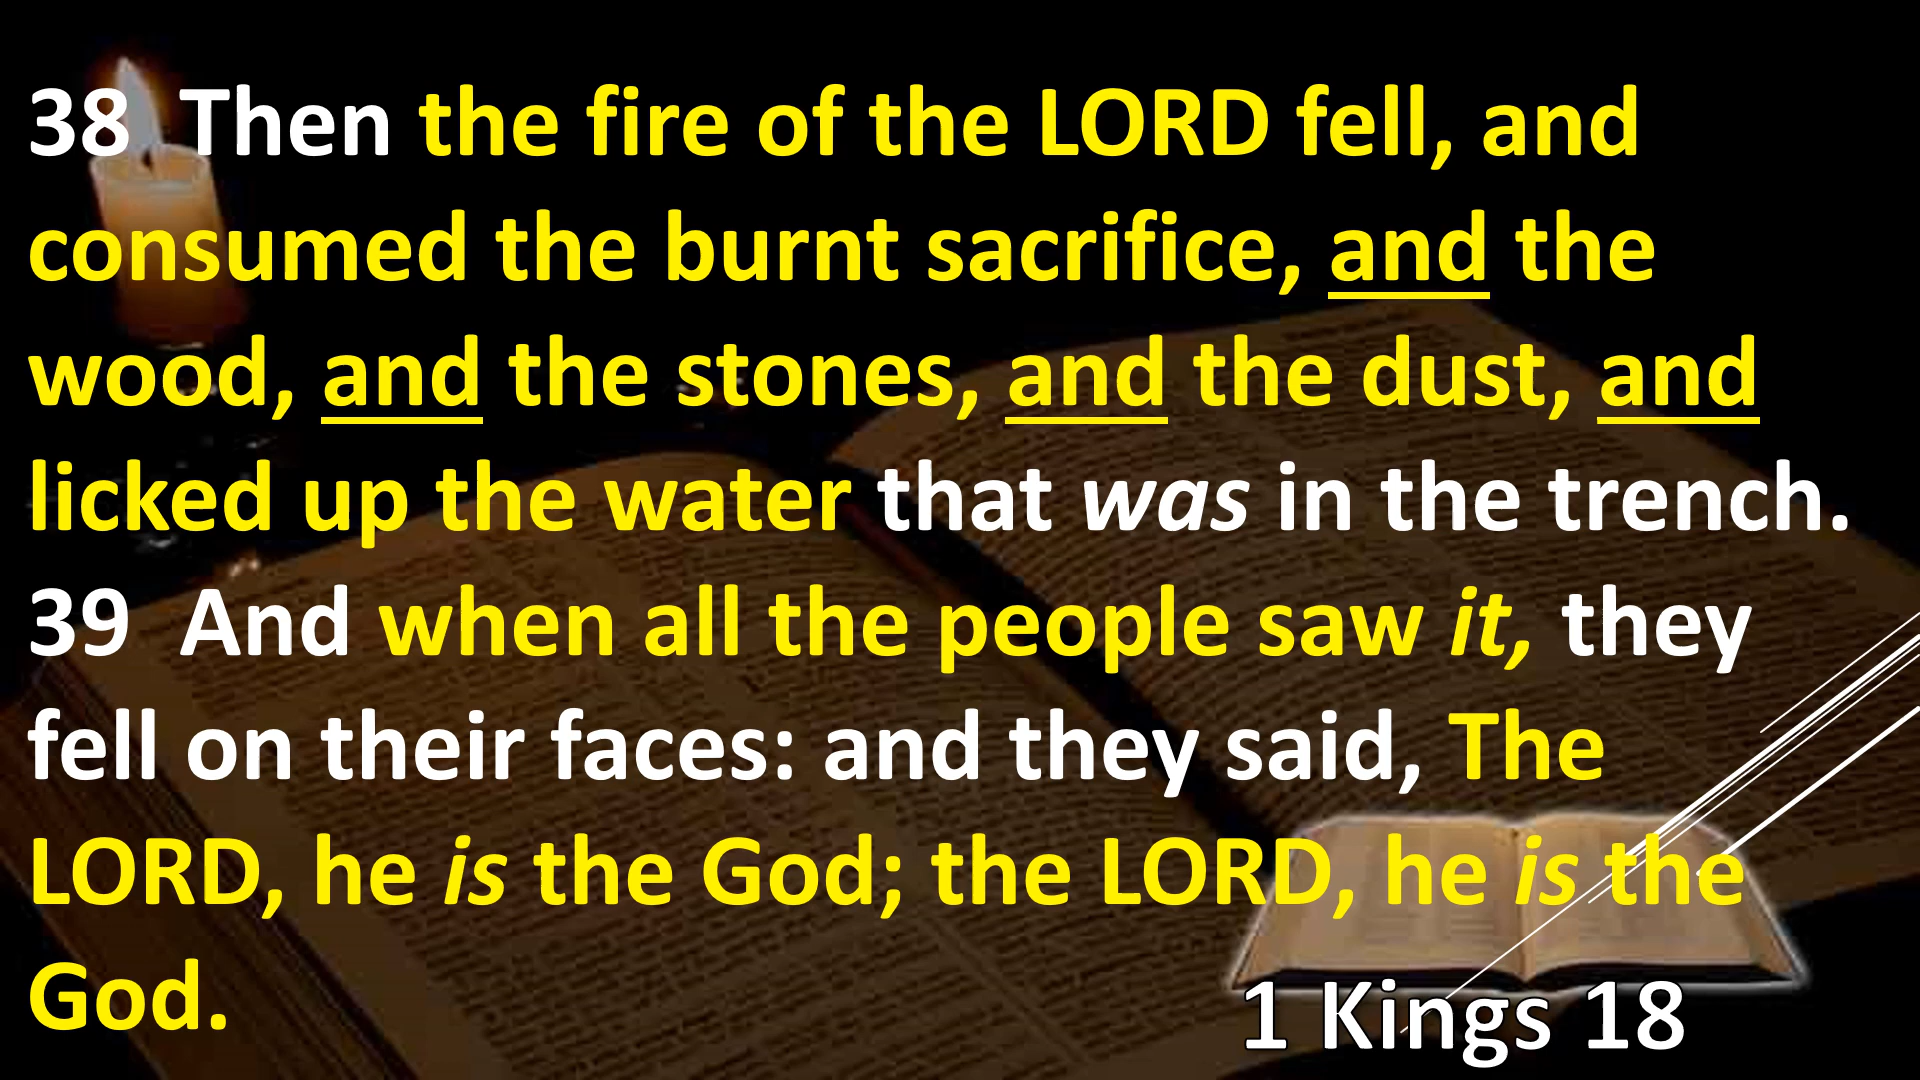 38 Then the fire of the LORD fell, and
consumed the burnt sacrifice, and the
wood, and the stones, and the dust, and
licked up the water that was in the trench.
39 And when all the people saw it, they
fell on their faces: and they said, The
LORD, he is the God; the LORD, he is the
God.
1 Kings 18